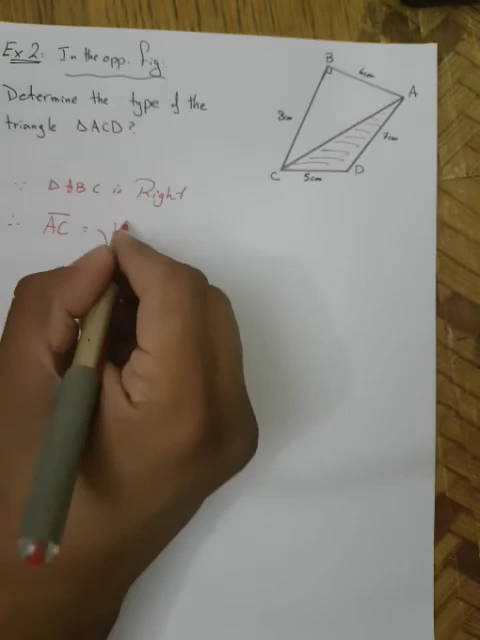 Ex 2: In the opp. fig.
Determine the type of the
triangle ΔACD?
∵ Δ ABC is Right
∴ AC =
B
6cm
A
8cm
7cm
C
5cm
D